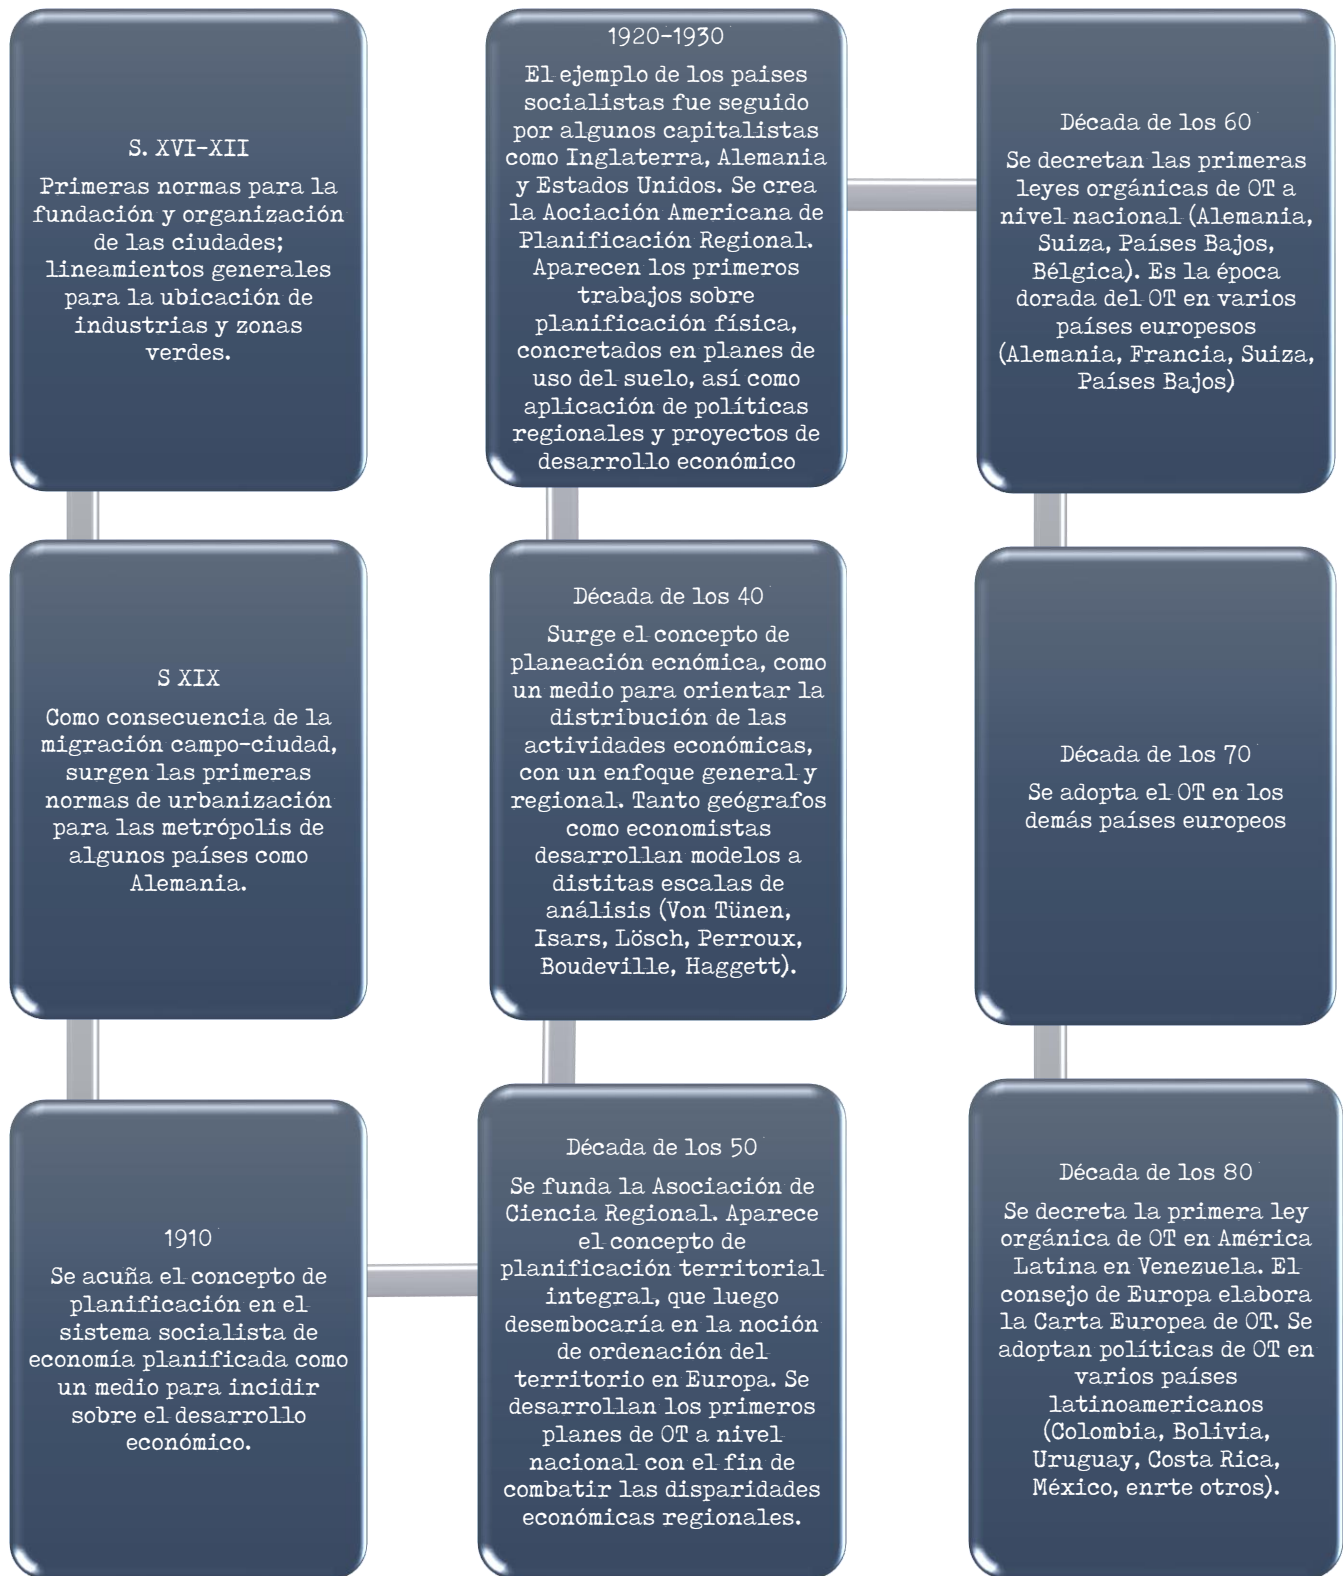 S. XVI-XII
Primeras normas para la
fundación y organización
de las ciudades;
lineamientos generales
para la ubicación de
industrias y zonas
verdes.
S XIX
Como consecuencia de la
migración campo-ciudad,
surgen las primeras
normas de urbanización
para las metrópolis de
algunos países como
Alemania.
1910
Se acuña el concepto de
planificación en el
sistema socialista de
economía planificada como
un medio para incidir
sobre el desarrollo
económico.
Década de los 50
Se funda la Asociación de
Ciencia Regional. Aparece
el concepto de
planificación territorial
integral, que luego
desembocaría en la noción
de ordenación del
territorio en Europa. Se
desarrollan los primeros
planes de OT a nivel
nacional con el fin de
combatir las disparidades
económicas regionales.
Década de los 40
Surge el concepto de
planeación ecnómica, como
un medio para orientar la
distribución de las
actividades económicas,
con un enfoque general y
regional. Tanto geógrafos
como economistas
desarrollan modelos a
distitas escalas de
análisis (Von Tünen,
Isars, Lösch, Perroux,
Boudeville, Haggett).
1920-1930
El ejemplo de los paises
socialistas fue seguido
por algunos capitalistas
como Inglaterra, Alemania
y Estados Unidos. Se crea
la Aociación Americana de
Planificación Regional.
Aparecen los primeros
trabajos sobre
planificación física,
concretados en planes de
uso del suelo, así como
aplicación de políticas
regionales y proyectos de
desarrollo económico
Década de los 60
Se decretan las primeras
leyes orgánicas de OT a
nivel nacional (Alemania,
Suiza, Países Bajos,
Bélgica). Es la época
dorada del OT en varios
países europesos
(Alemania, Francia, Suiza,
Países Bajos)
Década de los 70
Se adopta el OT en los
demás países europeos
Década de los 80
Se decreta la primera ley
orgánica de OT en América
Latina en Venezuela. El
consejo de Europa elabora
la Carta Europea de OT. Se
adoptan políticas de OT en
varios países
latinoamericanos
(Colombia, Bolivia,
Uruguay, Costa Rica,
México, enrte otros).